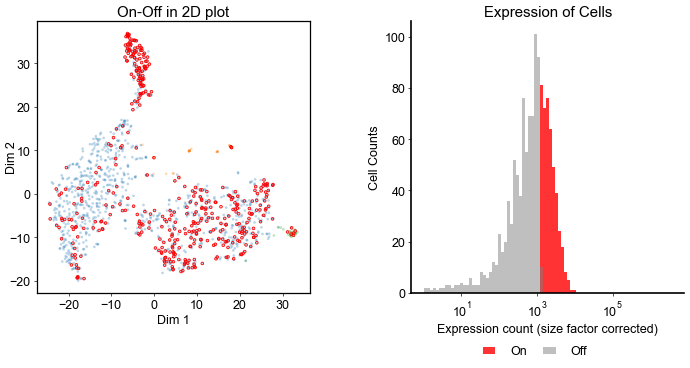 On-Off in 2D plot
Dim 2
30
20
10
0
−10
−20
−20 −10 0 10 20 30
Dim 1
Expression of Cells
Cell Counts
100
80
60
40
20
0
10^1 10^3 10^5
Expression count (size factor corrected)
On Off